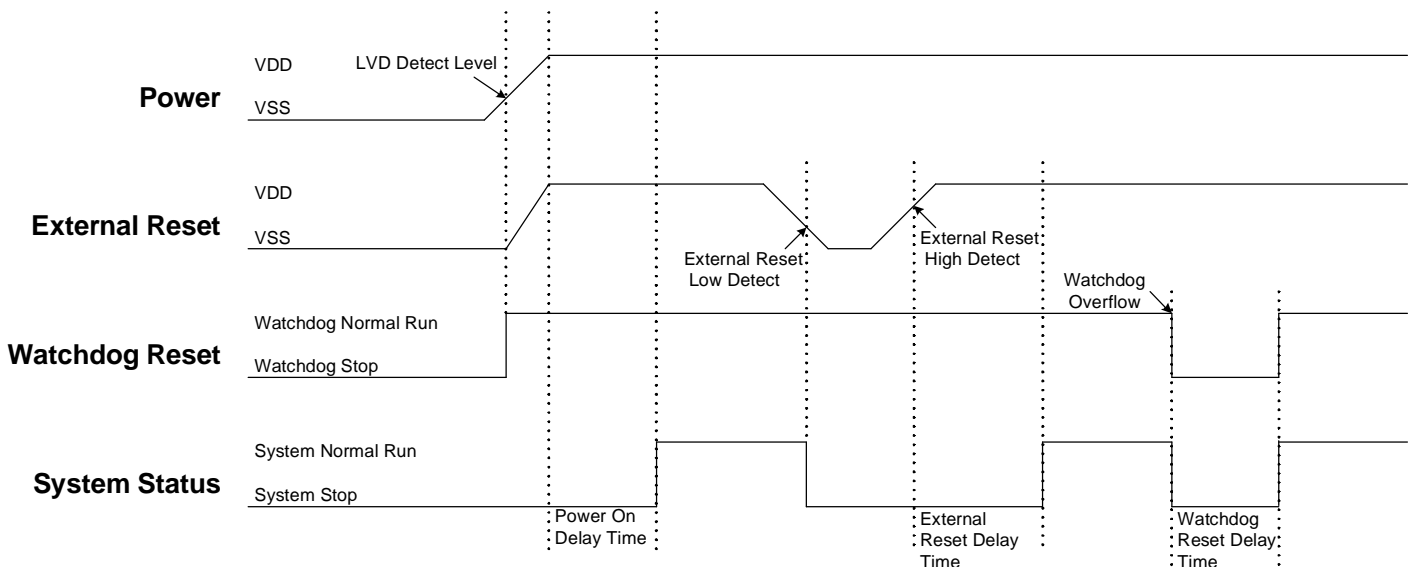 Power
VDD
VSS
LVD Detect Level
External Reset
VDD
VSS
External Reset
Low Detect
External Reset
High Detect
Watchdog Reset
Watchdog Normal Run
Watchdog Stop
Watchdog
Overflow
System Status
System Normal Run
System Stop
Power On
Delay Time
External
Reset Delay
Time
Watchdog
Reset Delay
Time